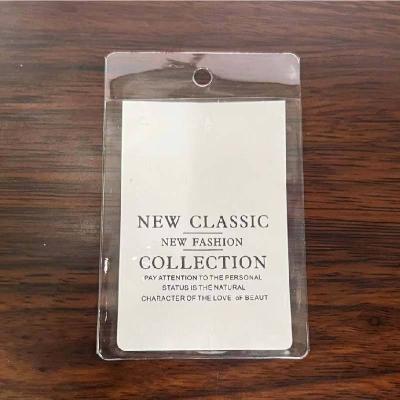 NEW CLASSIC
NEW FASHION
COLLECTION
PAY ATTENTION TO THE PERSONAL
STATUS IS THE NATURAL
CHARACTER OF THE LOVE oF BEAUT